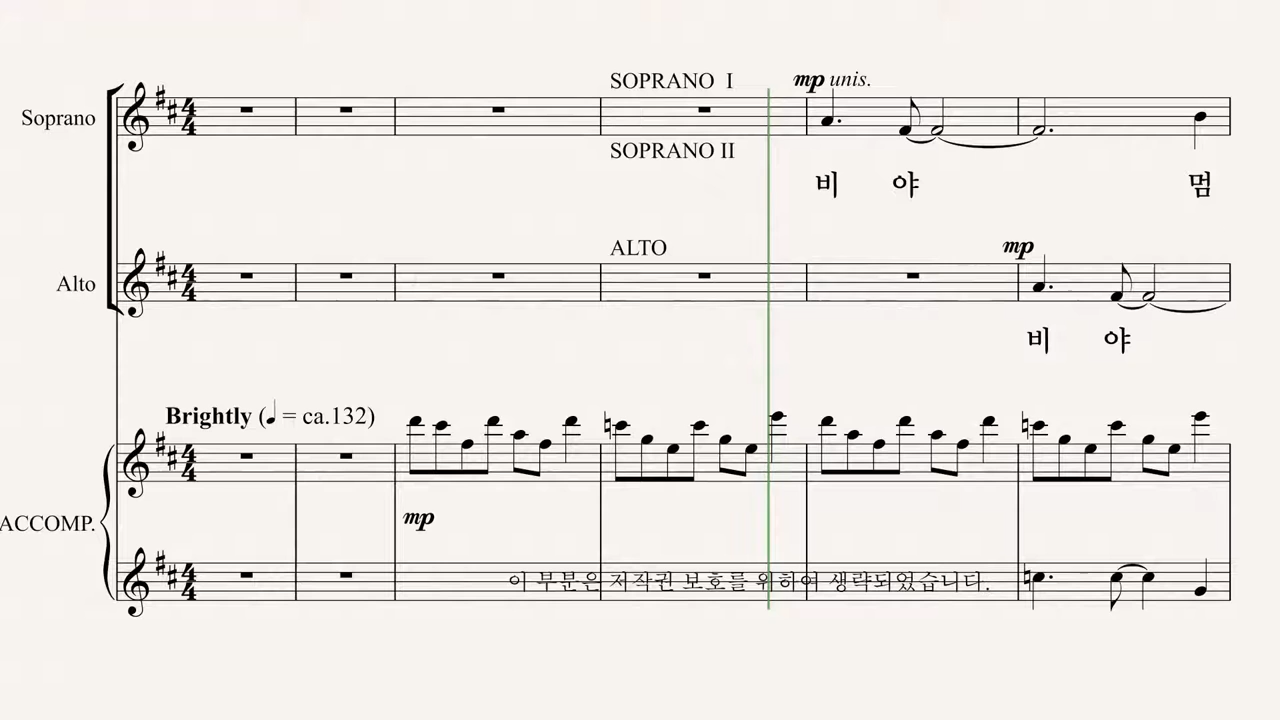 SOPRANO I
mp unis.
Soprano
SOPRANO II
비 야 멈
ALTO
mp
Alto
비 야
Brightly (♩ = ca.132)
mp
ACCOMP.
이 부분은 저작권 보호를 위하여 생략되었습니다.